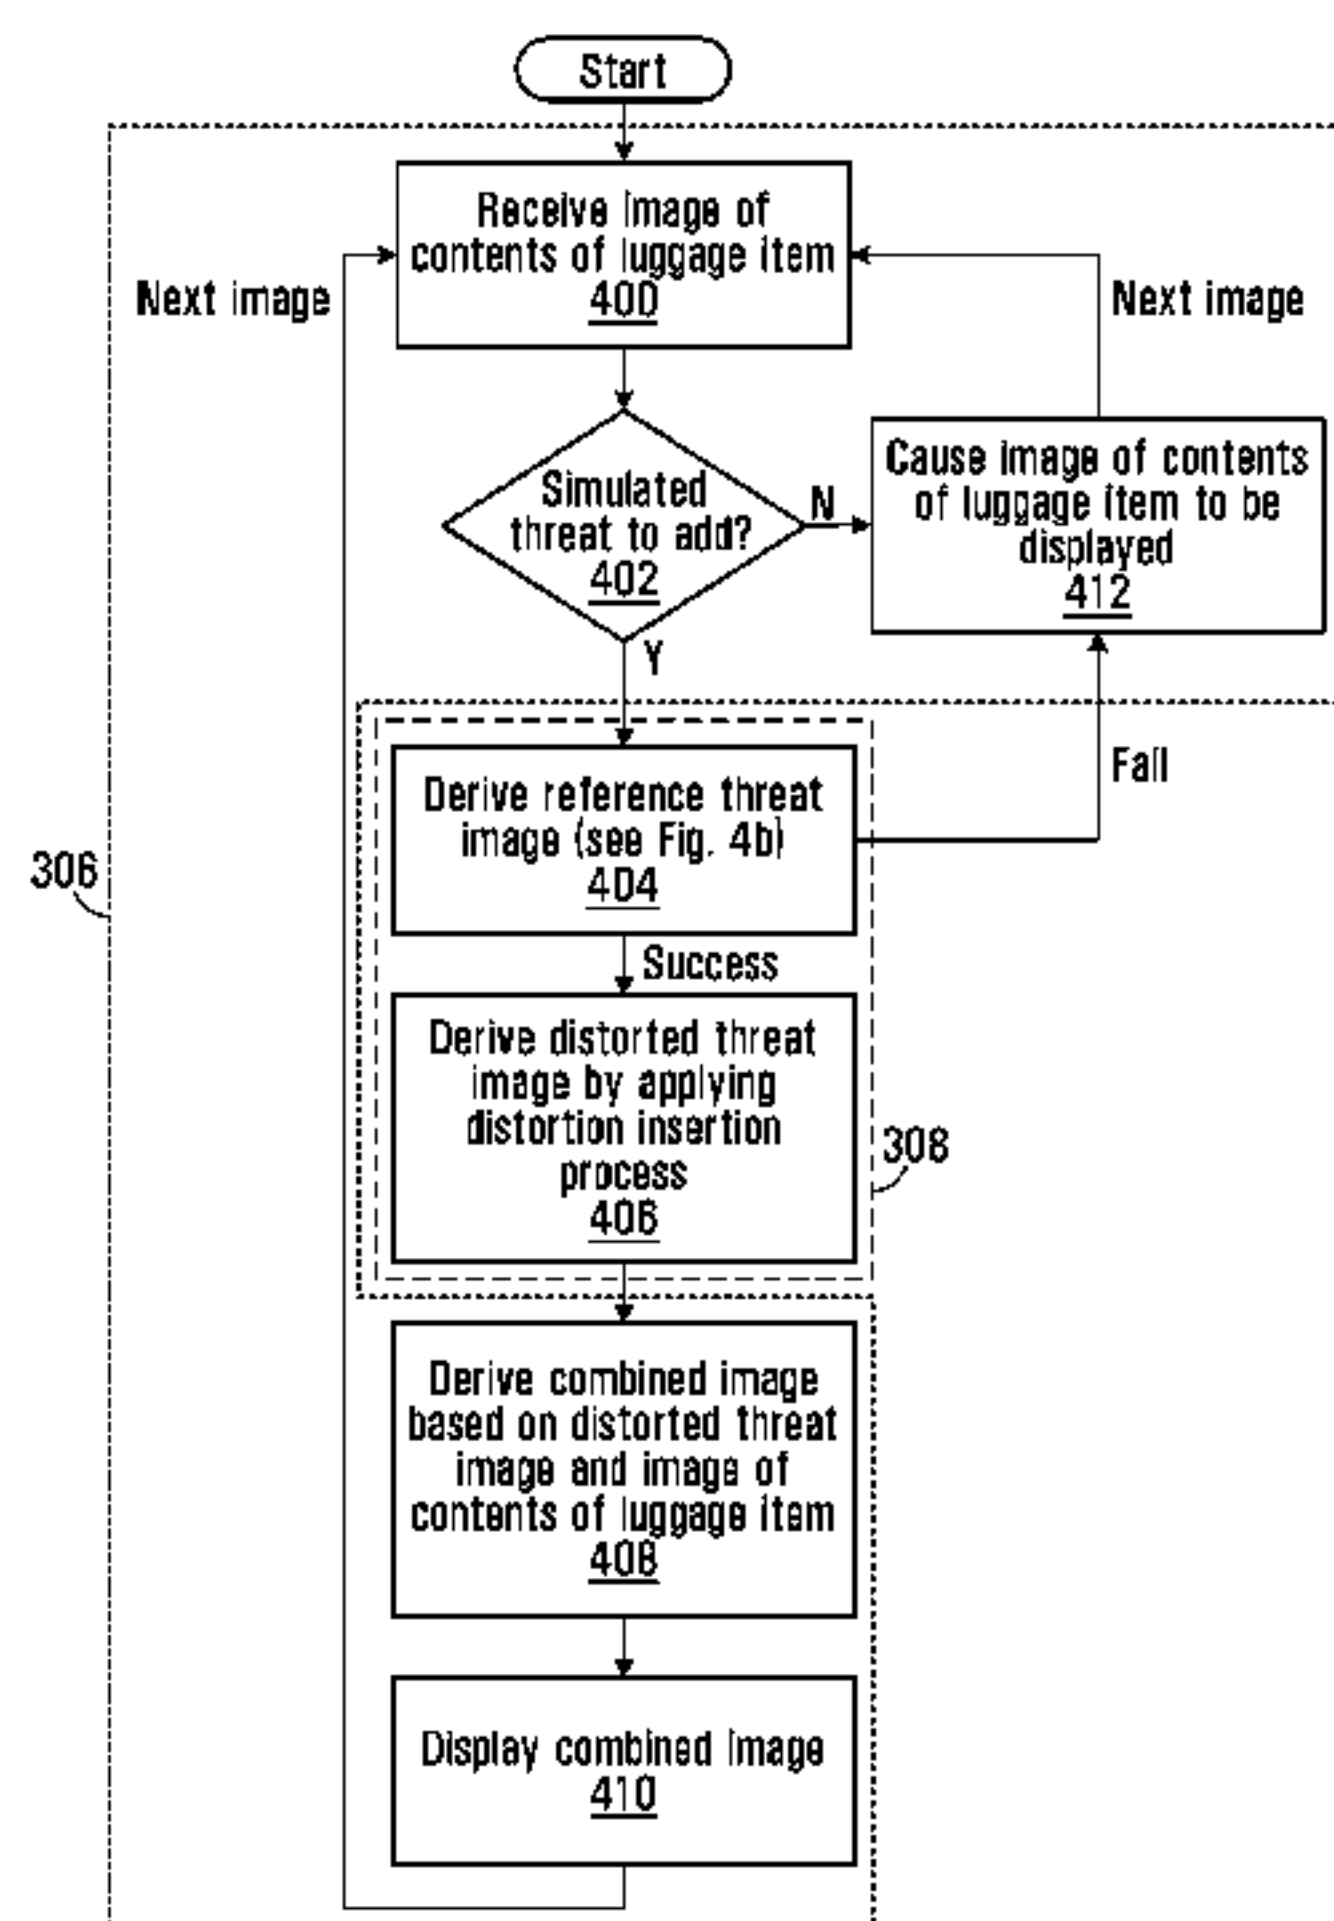 Start
Receive image of
contents of luggage item
400
Next image
Next image
Simulated
threat to add?
402
N
Y
Cause image of contents
of luggage item to be
displayed
412
Derive reference threat
image (see Fig. 4b)
404
Fail
306
Success
Derive distorted threat
image by applying
distortion insertion
process
406
308
Derive combined image
based on distorted threat
image and image of
contents of luggage item
408
Display combined image
410